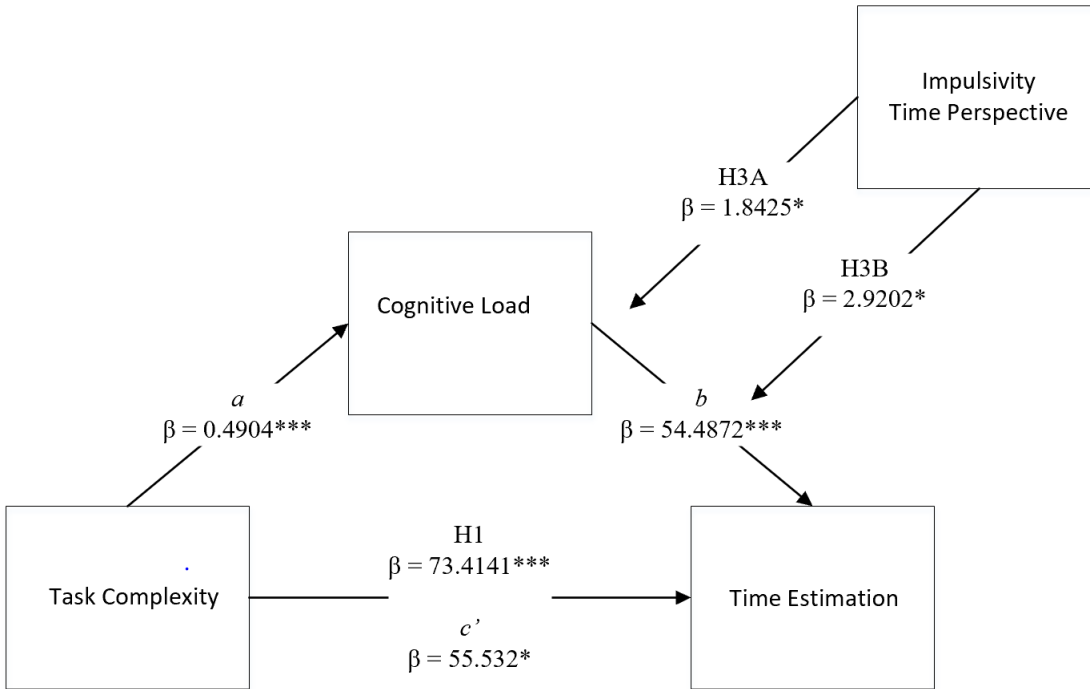 Impulsivity
Time Perspective
H3A
β = 1.8425*
H3B
β = 2.9202*
Cognitive Load
a
β = 0.4904***
b
β = 54.4872***
H1
β = 73.4141***
Task Complexity
Time Estimation
c’
β = 55.532*